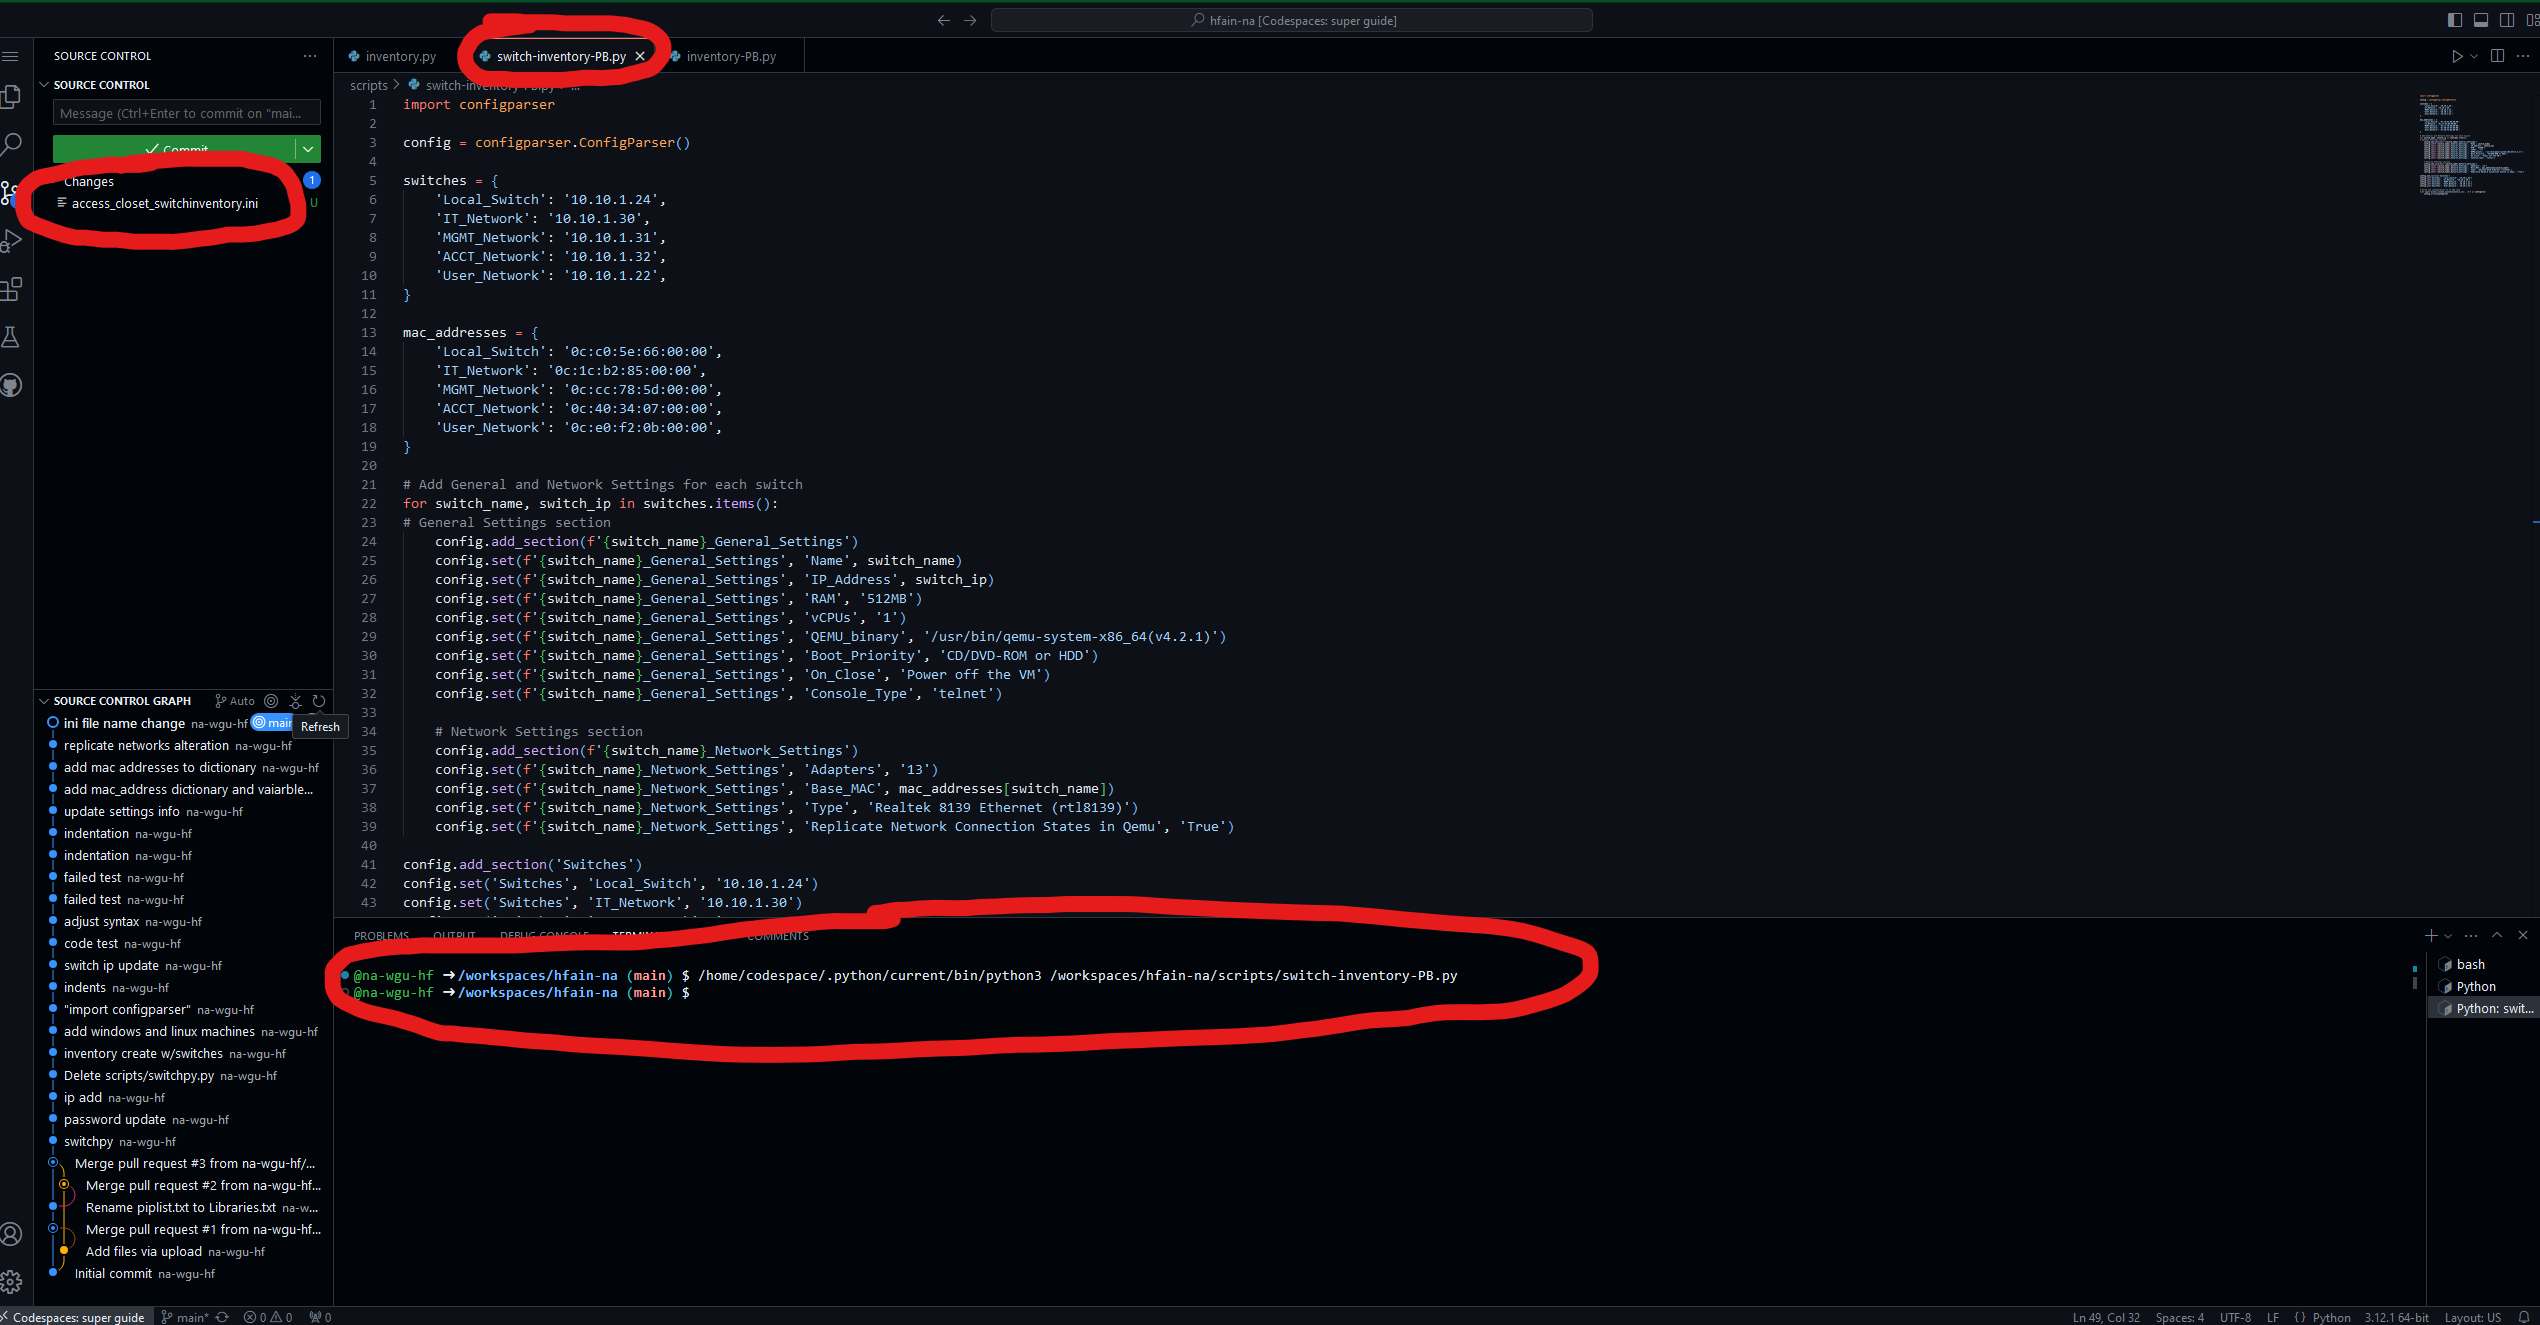 hfain-na [Codespaces: super guide]
SOURCE CONTROL
SOURCE CONTROL
Message (Ctrl+Enter to commit on "mai...
Commit
Changes
1
access_closet_switchinventory.ini
U
SOURCE CONTROL GRAPH
Auto
ini file name change na-wgu-hf main
Refresh
replicate networks alteration na-wgu-hf
add mac addresses to dictionary na-wgu-hf
add mac_address dictionary and vaiarble...
update settings info na-wgu-hf
indentation na-wgu-hf
indentation na-wgu-hf
failed test na-wgu-hf
failed test na-wgu-hf
adjust syntax na-wgu-hf
code test na-wgu-hf
switch ip update na-wgu-hf
indents na-wgu-hf
"import configparser" na-wgu-hf
add windows and linux machines na-wgu-hf
inventory create w/switches na-wgu-hf
Delete scripts/switchpy.py na-wgu-hf
ip add na-wgu-hf
password update na-wgu-hf
switchpy na-wgu-hf
Merge pull request #3 from na-wgu-hf/...
Merge pull request #2 from na-wgu-hf...
Rename piplist.txt to Libraries.txt na-w...
Merge pull request #1 from na-wgu-hf...
Add files via upload na-wgu-hf
Initial commit na-wgu-hf
inventory.py
switch-inventory-PB.py
inventory-PB.py
scripts > switch-inventory-PB.py > ...
1 import configparser
2
3 config = configparser.ConfigParser()
4
5 switches = {
6 'Local_Switch': '10.10.1.24',
7 'IT_Network': '10.10.1.30',
8 'MGMT_Network': '10.10.1.31',
9 'ACCT_Network': '10.10.1.32',
10 'User_Network': '10.10.1.22',
11 }
12
13 mac_addresses = {
14 'Local_Switch': '0c:c0:5e:66:00:00',
15 'IT_Network': '0c:1c:b2:85:00:00',
16 'MGMT_Network': '0c:cc:78:5d:00:00',
17 'ACCT_Network': '0c:40:34:07:00:00',
18 'User_Network': '0c:e0:f2:0b:00:00',
19 }
20
21 # Add General and Network Settings for each switch
22 for switch_name, switch_ip in switches.items():
23 # General Settings section
24 config.add_section(f'{switch_name}_General_Settings')
25 config.set(f'{switch_name}_General_Settings', 'Name', switch_name)
26 config.set(f'{switch_name}_General_Settings', 'IP_Address', switch_ip)
27 config.set(f'{switch_name}_General_Settings', 'RAM', '512MB')
28 config.set(f'{switch_name}_General_Settings', 'vCPUs', '1')
29 config.set(f'{switch_name}_General_Settings', 'QEMU_binary', '/usr/bin/qemu-system-x86_64(v4.2.1)')
30 config.set(f'{switch_name}_General_Settings', 'Boot_Priority', 'CD/DVD-ROM or HDD')
31 config.set(f'{switch_name}_General_Settings', 'On_Close', 'Power off the VM')
32 config.set(f'{switch_name}_General_Settings', 'Console_Type', 'telnet')
33
34 # Network Settings section
35 config.add_section(f'{switch_name}_Network_Settings')
36 config.set(f'{switch_name}_Network_Settings', 'Adapters', '13')
37 config.set(f'{switch_name}_Network_Settings', 'Base_MAC', mac_addresses[switch_name])
38 config.set(f'{switch_name}_Network_Settings', 'Type', 'Realtek 8139 Ethernet (rtl8139)')
39 config.set(f'{switch_name}_Network_Settings', 'Replicate Network Connection States in Qemu', 'True')
40
41 config.add_section('Switches')
42 config.set('Switches', 'Local_Switch', '10.10.1.24')
43 config.set('Switches', 'IT_Network', '10.10.1.30')
PROBLEMS OUTPUT DEBUG CONSOLE COMMENTS
@na-wgu-hf ➜/workspaces/hfain-na (main) $ /home/codespace/.python/current/bin/python3 /workspaces/hfain-na/scripts/switch-inventory-PB.py
@na-wgu-hf ➜/workspaces/hfain-na (main) $
bash
Python
Python: swit...
Codespaces: super guide main* 0 0 0
Ln 49, Col 32 Spaces: 4 UTF-8 LF {} Python 3.12.1 64-bit Layout: US